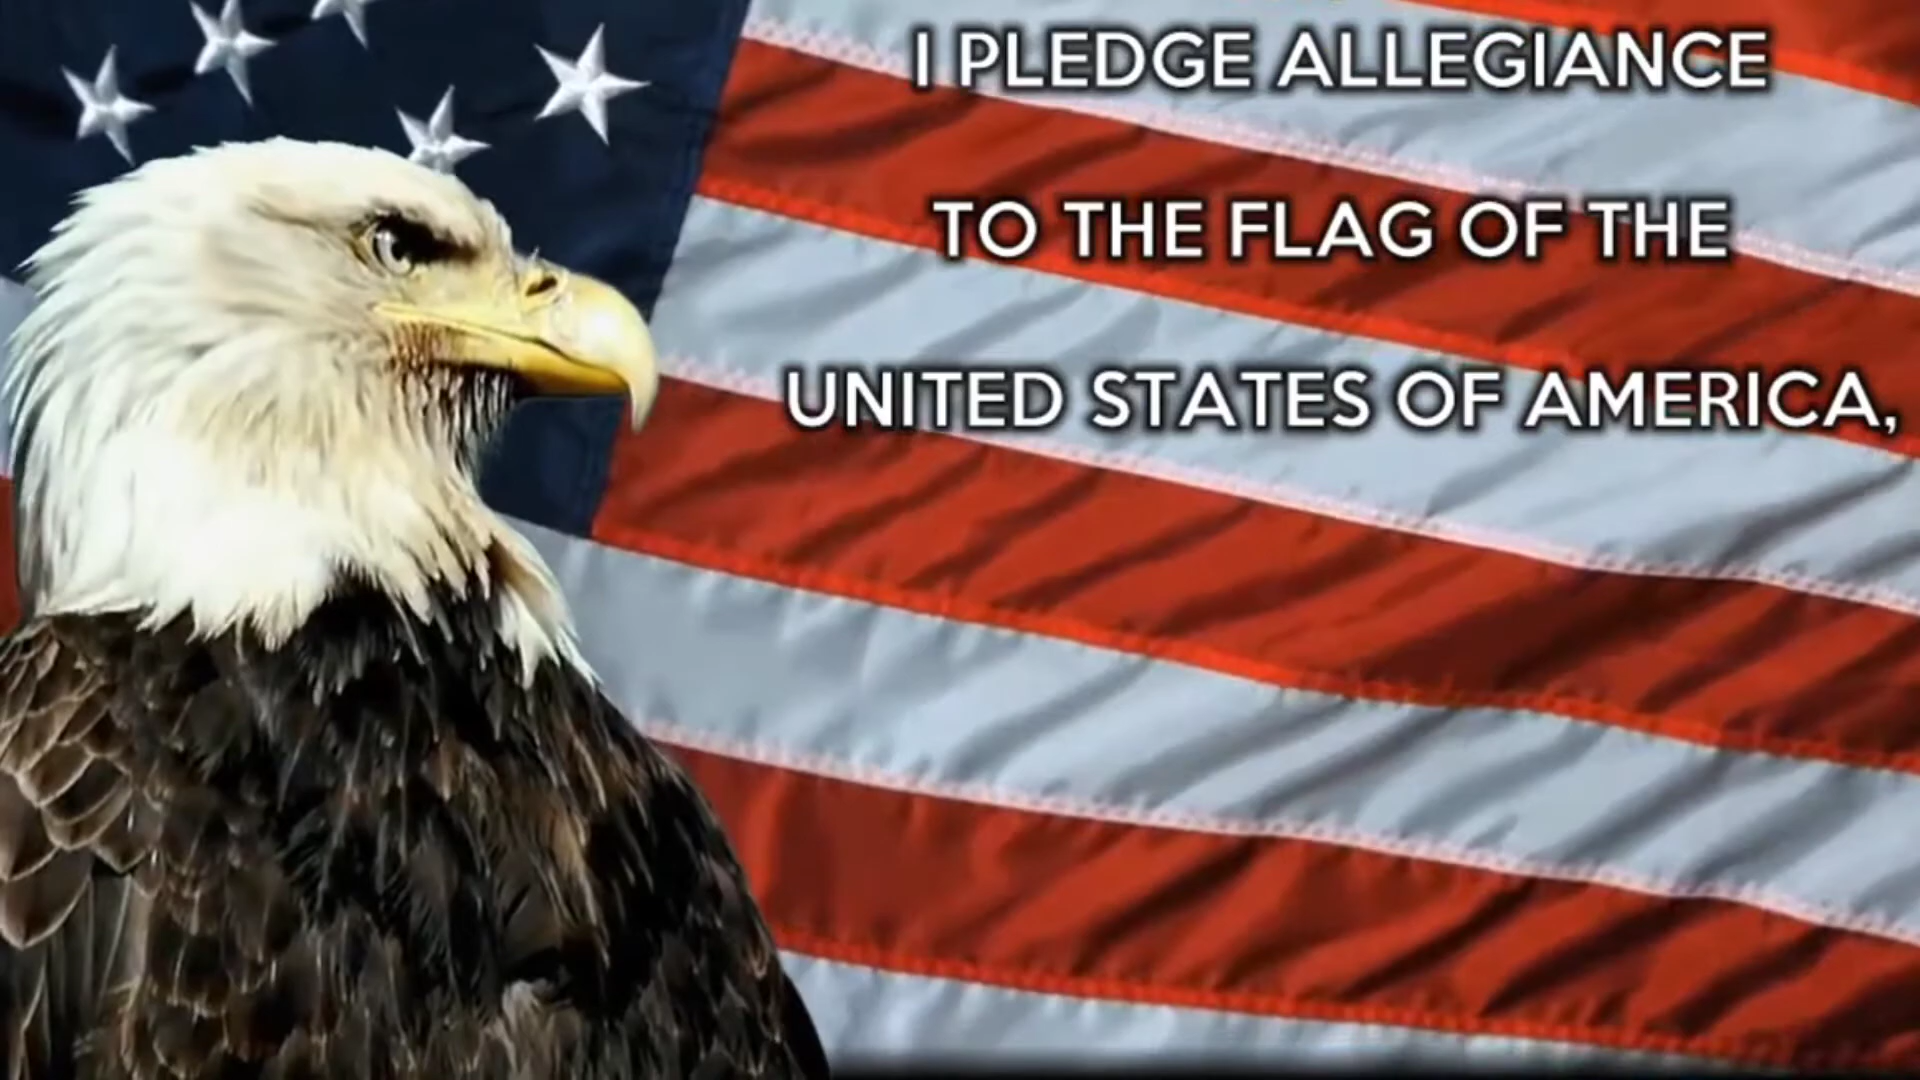 I PLEDGE ALLEGIANCE
TO THE FLAG OF THE
UNITED STATES OF AMERICA,